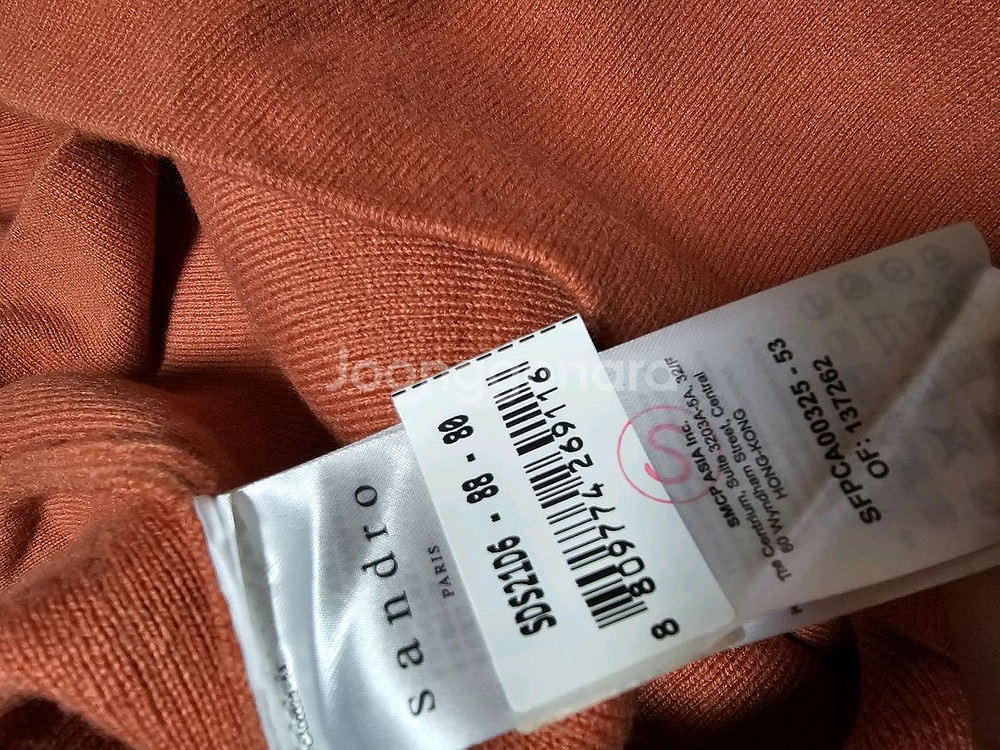 sandro
PARIS
SDS21D6 - 88 - 80
8 809774 269116
S
SMCP ASIA Inc.
The Centrium, Suite 3203A-5A, 32/F
60 Wyndham Street, Central
HONG-KONG
SFPCA00325 - 53
OF: 137262
Joonggonara